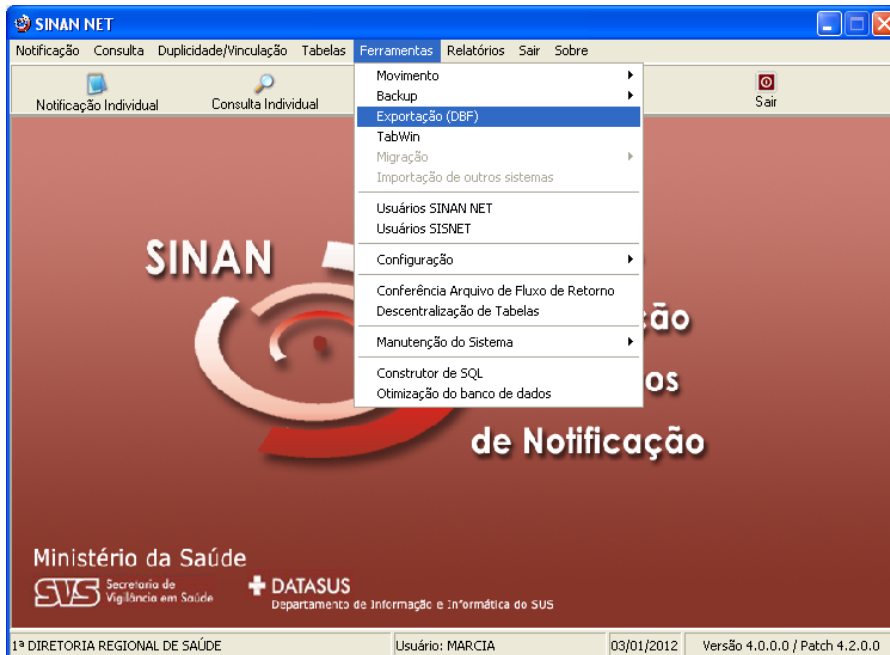 SINAN NET
Notificação Consulta Duplicidade/Vinculação Tabelas Ferramentas Relatórios Sair Sobre
Notificação Individual Consulta Individual Sair
Movimento
Backup
Exportação (DBF)
TabWin
Migração
Importação de outros sistemas
Usuários SINAN NET
Usuários SISNET
Configuração
Conferência Arquivo de Fluxo de Retorno
Descentralização de Tabelas
Manutenção do Sistema
Construtor de SQL
Otimização do banco de dados
SINAN
ção
os
de Notificação
Ministério da Saúde
SVS Secretaria de Vigilância em Saúde
DATASUS
Departamento de Informação e Informática do SUS
1ª DIRETORIA REGIONAL DE SAÚDE Usuário: MARCIA 03/01/2012 Versão 4.0.0.0 / Patch 4.2.0.0